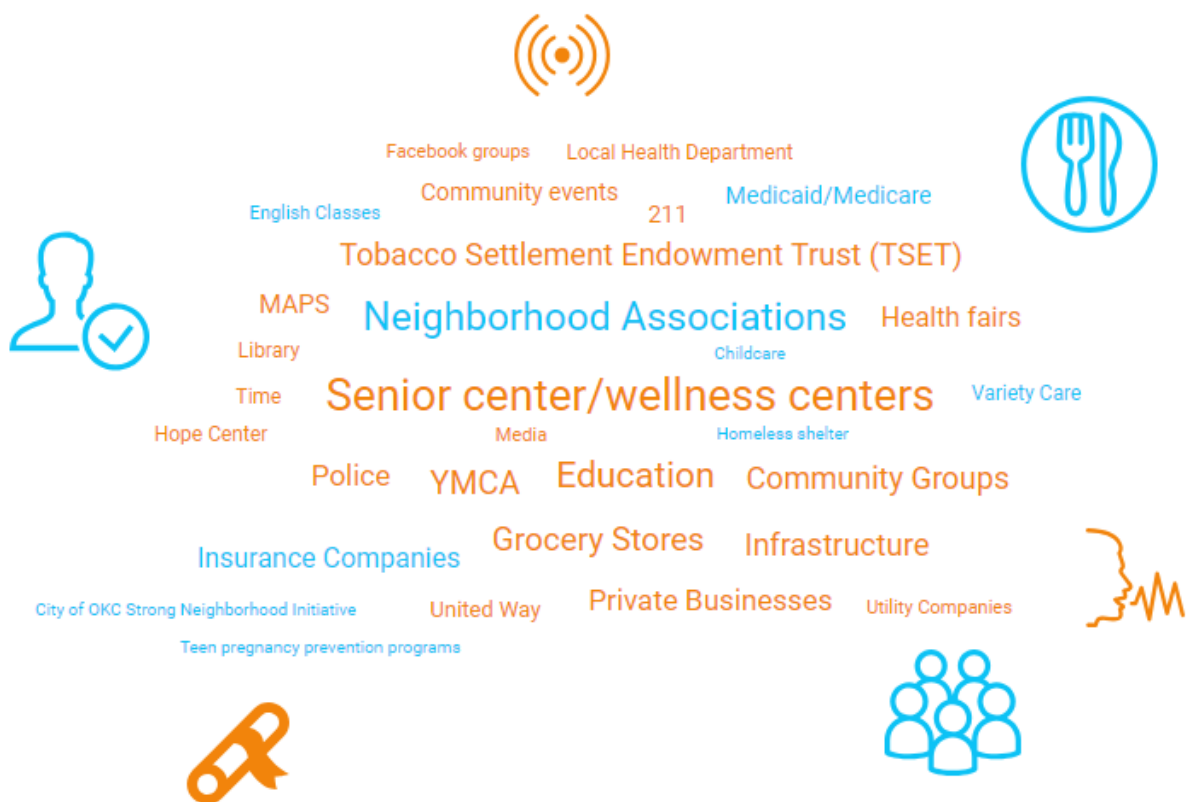 Facebook groups Local Health Department
Community events Medicaid/Medicare
English Classes 211
Tobacco Settlement Endowment Trust (TSET)
MAPS Neighborhood Associations Health fairs
Library Childcare
Time Senior center/wellness centers Variety Care
Hope Center Media Homeless shelter
Police YMCA Education Community Groups
Grocery Stores Infrastructure
Insurance Companies
City of OKC Strong Neighborhood Initiative United Way Private Businesses Utility Companies
Teen pregnancy prevention programs